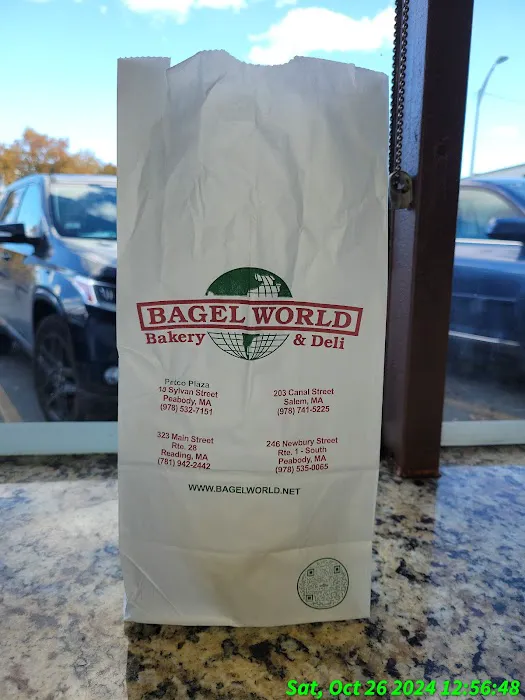 BAGEL WORLD
Bakery & Deli
Petco Plaza
18 Sylvan Street
Peabody, MA
(978) 532-7151
203 Canal Street
Salem, MA
(978) 741-5225
323 Main Street
Rte. 28
Reading, MA
(781) 942-2442
246 Newbury Street
Rte. 1 - South
Peabody, MA
(978) 535-0065
WWW.BAGELWORLD.NET
Sat, Oct 26 2024 12:56:48